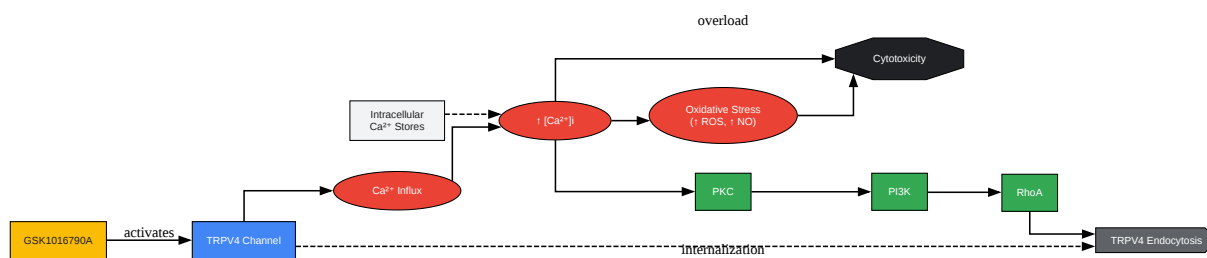 overload
Cytotoxicity
Intracellular
Ca²⁺ Stores
↑ [Ca²⁺]i
Oxidative Stress
(↑ ROS, ↑ NO)
Ca²⁺ Influx
PKC
PI3K
RhoA
GSK1016790A
activates
TRPV4 Channel
internalization
TRPV4 Endocytosis